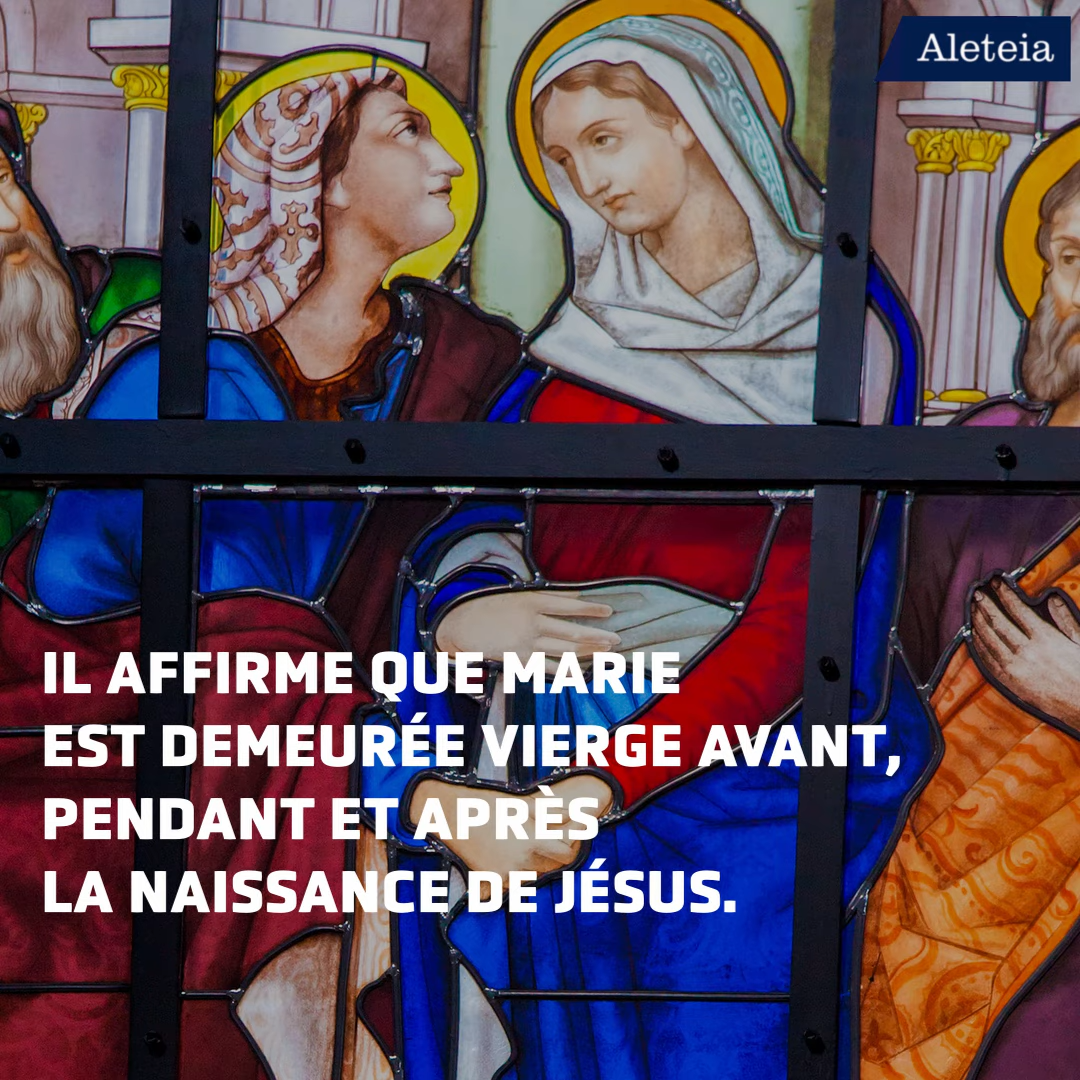 Aleteia
IL AFFIRME QUE MARIE
EST DEMEURÉE VIERGE AVANT,
PENDANT ET APRÈS
LA NAISSANCE DE JÉSUS.